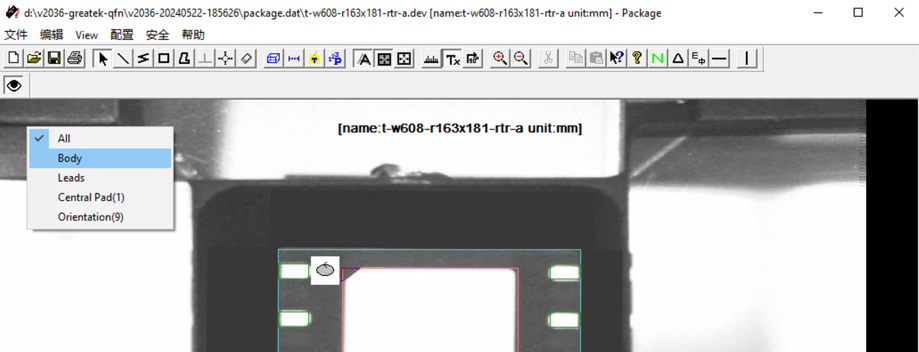 d:\v2036-greatek-qfn\v2036-20240522-185626\package.dat\t-w608-r163x181-rtr-a.dev [name:t-w608-r163x181-rtr-a unit:mm] - Package
文件 编辑 View 配置 安全 帮助
[name:t-w608-r163x181-rtr-a unit:mm]
All
Body
Leads
Central Pad(1)
Orientation(9)